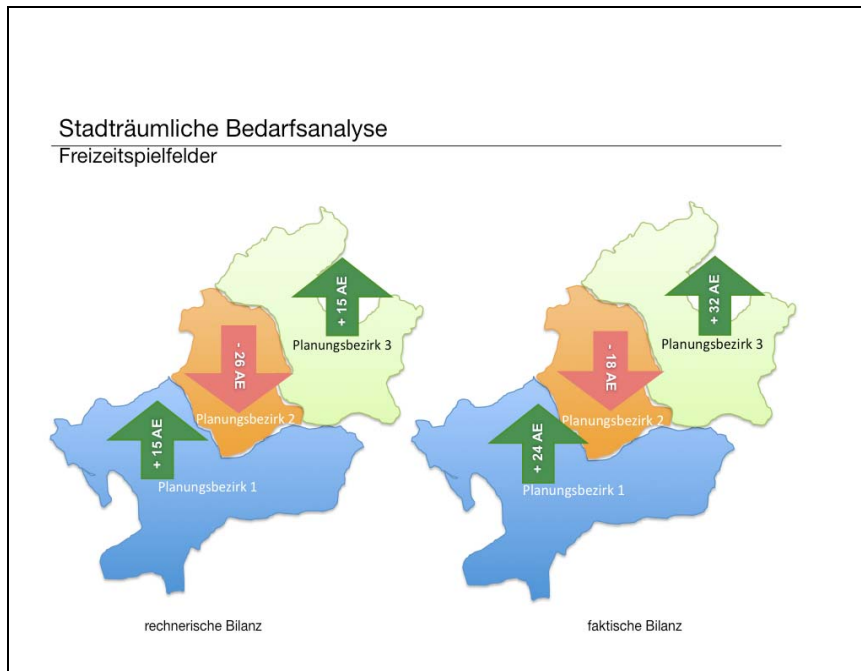 Stadträumliche Bedarfsanalyse
Freizeitspielfelder
+ 15 AE
Planungsbezirk 3
- 26 AE
Planungsbezirk 2
+ 15 AE
Planungsbezirk 1
rechnerische Bilanz
+ 32 AE
Planungsbezirk 3
- 18 AE
Planungsbezirk 2
+ 24 AE
Planungsbezirk 1
faktische Bilanz